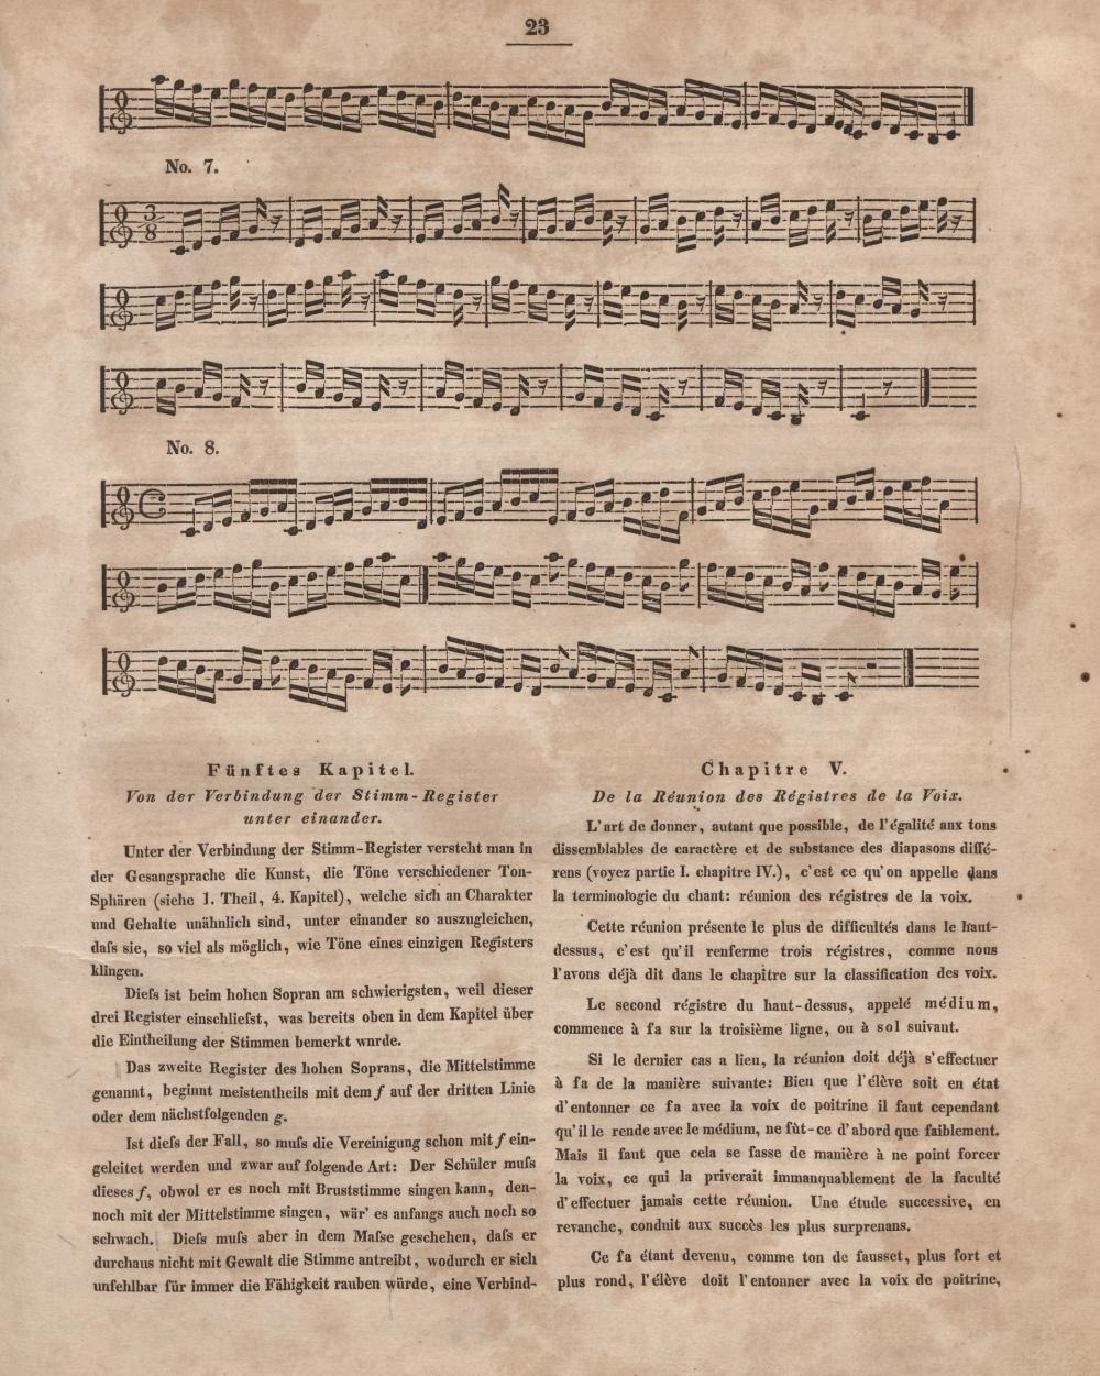 23
No. 7.
3
8
No. 8.
Fünftes Kapitel.
Von der Verbindung der Stimm-Register
unter einander.
Unter der Verbindung der Stimm-Register versteht man in
der Gesangsprache die Kunst, die Töne verschiedener Ton-
Sphären (siehe 1. Theil, 4. Kapitel), welche sich an Charakter
und Gehalte unähnlich sind, unter einander so auszugleichen,
dafs sie, so viel als möglich, wie Töne eines einzigen Registers
klingen.
Diefs ist beim hohen Sopran am schwierigsten, weil dieser
drei Register einschliefst, was bereits oben in dem Kapitel über
die Eintheilung der Stimmen bemerkt wnrde.
Das zweite Register des hohen Soprans, die Mittelstimme
genannt, beginnt meistentheils mit dem f auf der dritten Linie
oder dem nächstfolgenden g.
Ist diefs der Fall, so mufs die Vereinigung schon mit f ein-
geleitet werden und zwar auf folgende Art: Der Schüler mufs
dieses f, obwol er es noch mit Bruststimme singen kann, den-
noch mit der Mittelstimme singen, wär' es anfangs auch noch so
schwach. Diefs mufs aber in dem Mafse geschehen, dafs er
durchaus nicht mit Gewalt die Stimme antreibt, wodurch er sich
unfehlbar für immer die Fähigkeit rauben würde, eine Verbind-
Chapitre V.
De la Réunion des Régistres de la Voix.
L'art de donner, autant que possible, de l'égalité aux tons
dissemblables de caractère et de substance des diapasons diffé-
rens (voyez partie I. chapitre IV.), c'est ce qu'on appelle dans
la terminologie du chant: réunion des régistres de la voix.
Cette réunion présente le plus de difficultés dans le haut-
dessus, c'est qu'il renferme trois régistres, comme nous
l'avons déjà dit dans le chapitre sur la classification des voix.
Le second régistre du haut-dessus, appelé médium,
commence à fa sur la troisième ligne, ou à sol suivant.
Si le dernier cas a lieu, la réunion doit déjà s'effectuer
à fa de la manière suivante: Bien que l'élève soit en état
d'entonner ce fa avec la voix de poitrine il faut cependant
qu'il le rende avec le médium, ne fùt-ce d'abord que faiblement.
Mais il faut que cela se fasse de manière à ne point forcer
la voix, ce qui la priverait immanquablement de la faculté
d'effectuer jamais cette réunion. Une étude successive, en
revanche, conduit aux succès les plus surprenans.
Ce fa étant devenu, comme ton de fausset, plus fort et
plus rond, l'élève doit l'entonner avec la voix de poitrine,